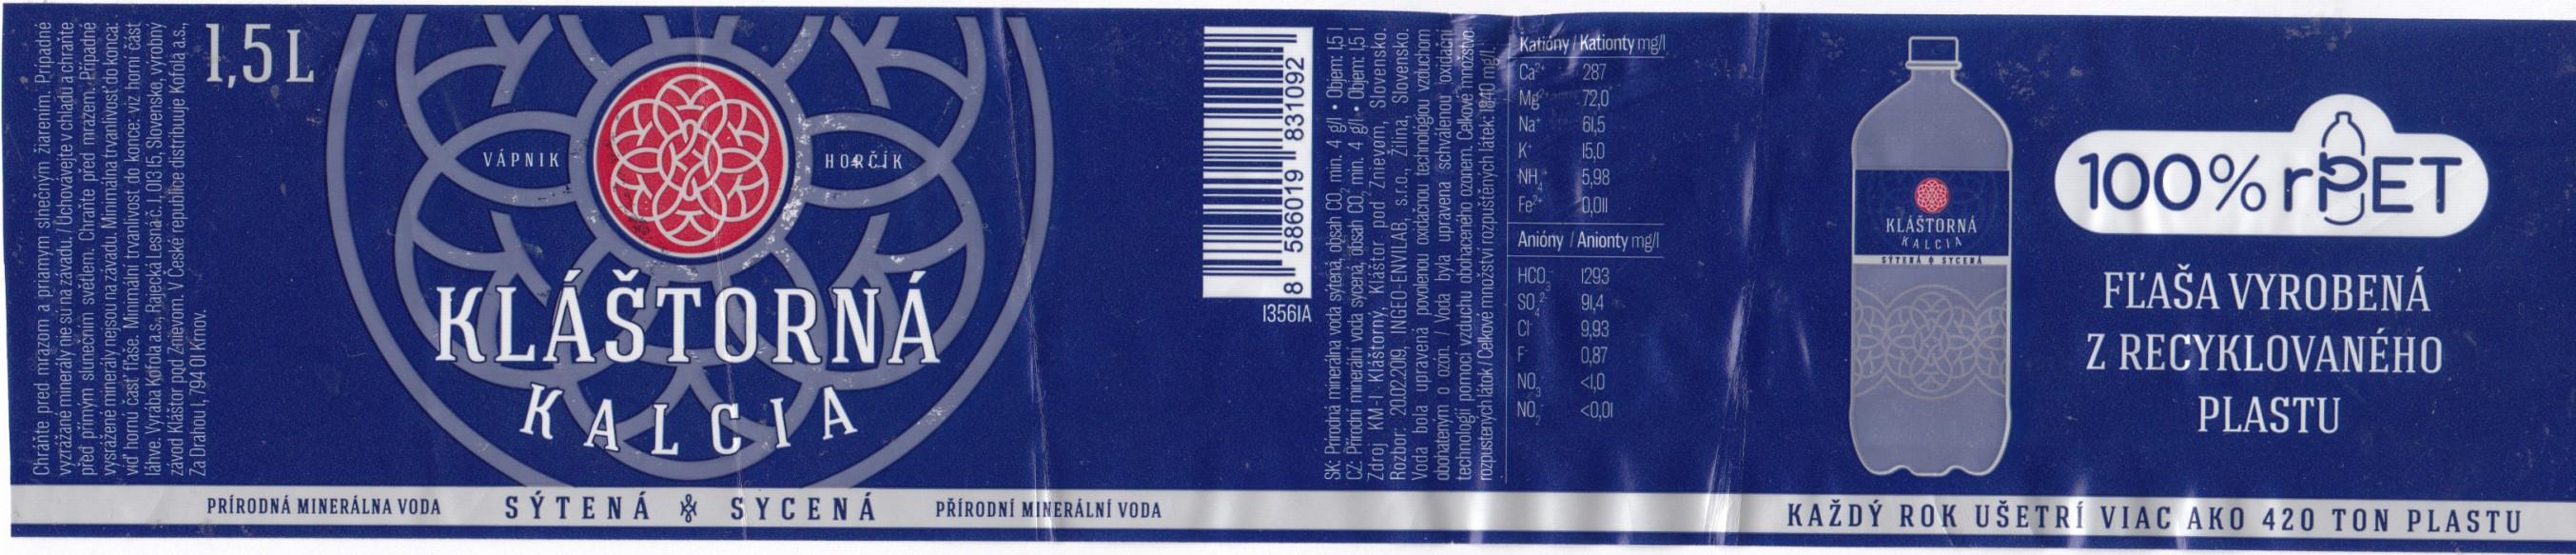 Chráňte pred mrazom a priamym slnečným žiarením. Prípadné
vyzrážané minerály nie sú na závadu. / Uchovávejte v chladu a chraňte
před přímým slunečním světlem. Chraňte před mrazem. Případné
vysrážené minerály nejsou na závadu. Minimálna trvanlivosť do konca:
viď hornú časť fľaše. Minimální trvanlivost do konce: viz horní část
láhve. Vyrába Kofola a.s., Rajecká Lesná č. 1, 013 15, Slovensko, výrobný
závod Kláštor pod Znievom. V České republice distribuuje Kofola a.s.,
Za Drahou 1, 794 01 Krnov.
1,5 L
VÁPNIK
HORČÍK
KLÁŠTORNÁ
KALCIA
PRÍRODNÁ MINERÁLNA VODA
SÝTENÁ & SYCENÁ
PŘÍRODNÍ MINERÁLNÍ VODA
8 586019 831092
13561A
SK: Prírodná minerálna voda sýtená, obsah CO2 min. 4 g/l • Objem: 1,5 l
CZ: Přírodní minerální voda sycená, obsah CO2 min. 4 g/l • Objem: 1,5 l
Zdroj KM-1 Kláštorný, Kláštor pod Znievom, Slovensko.
Rozbor: 20.02.2019, INGEO-ENVILAB, s.r.o., Žilina, Slovensko.
Voda bola upravená povolenou oxidačnou technológiou vzduchom
obohateným o ozón. / Voda byla upravena schválenou oxidační
technologií pomocí vzduchu obohaceného ozonem. Celkové množstvo
rozpustených látok / Celkové množství rozpuštěných látek: 1840 mg/l.
Katióny / Kationty mg/l
Ca2+ 287
Mg2+ 72,0
Na+ 61,5
K+ 15,0
NH4+ 5,98
Fe2+ 0,011
Anióny / Anionty mg/l
HCO3- 1293
SO42- 91,4
Cl- 9,93
F- 0,87
NO3- <1,0
NO2- <0,01
KLÁŠTORNÁ
KALCIA
SÝTENÁ & SYCENÁ
100% rPET
FĽAŠA VYROBENÁ
Z RECYKLOVANÉHO
PLASTU
KAŽDÝ ROK UŠETRÍ VIAC AKO 420 TON PLASTU